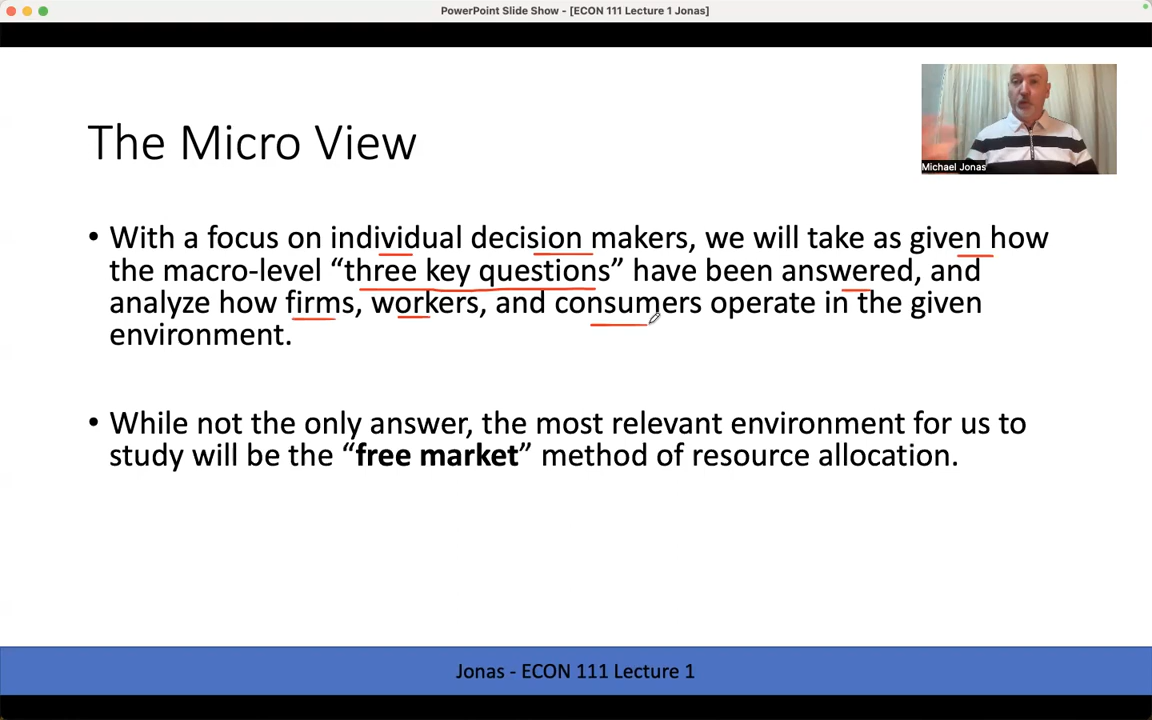 PowerPoint Slide Show - [ECON 111 Lecture 1 Jonas]
The Micro View
Michael Jonas
• With a focus on individual decision makers, we will take as given how
the macro-level “three key questions” have been answered, and
analyze how firms, workers, and consumers operate in the given
environment.
• While not the only answer, the most relevant environment for us to
study will be the “free market” method of resource allocation.
Jonas - ECON 111 Lecture 1